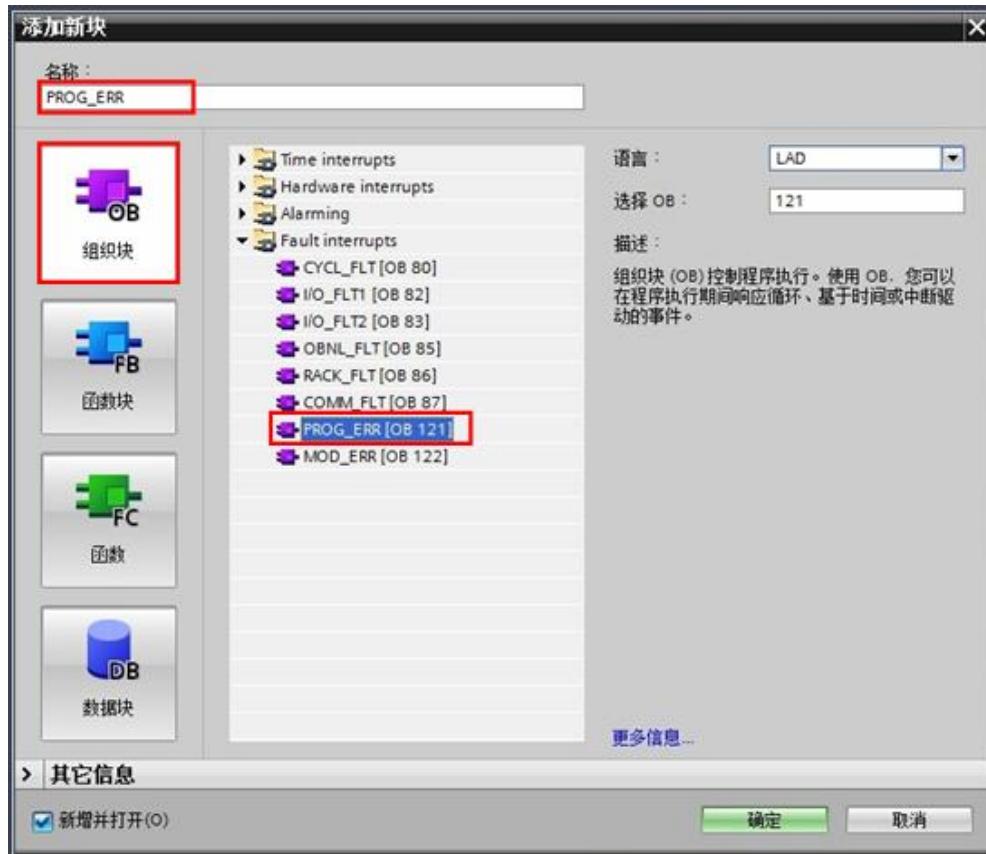 添加新块
名称：
PROG_ERR
OB
组织块
FB
函数块
FC
函数
DB
数据块
Time interrupts
Hardware interrupts
Alarming
Fault interrupts
CYCL_FLT [OB 80]
I/O_FLT1 [OB 82]
I/O_FLT2 [OB 83]
OBNL_FLT [OB 85]
RACK_FLT [OB 86]
COMM_FLT [OB 87]
PROG_ERR [OB 121]
MOD_ERR [OB 122]
语言：
LAD
选择 OB：
121
描述：
组织块 (OB) 控制程序执行。使用 OB，您可以
在程序执行期间响应循环、基于时间或中断驱
动的事件。
更多信息...
其它信息
新增并打开(O)
确定
取消